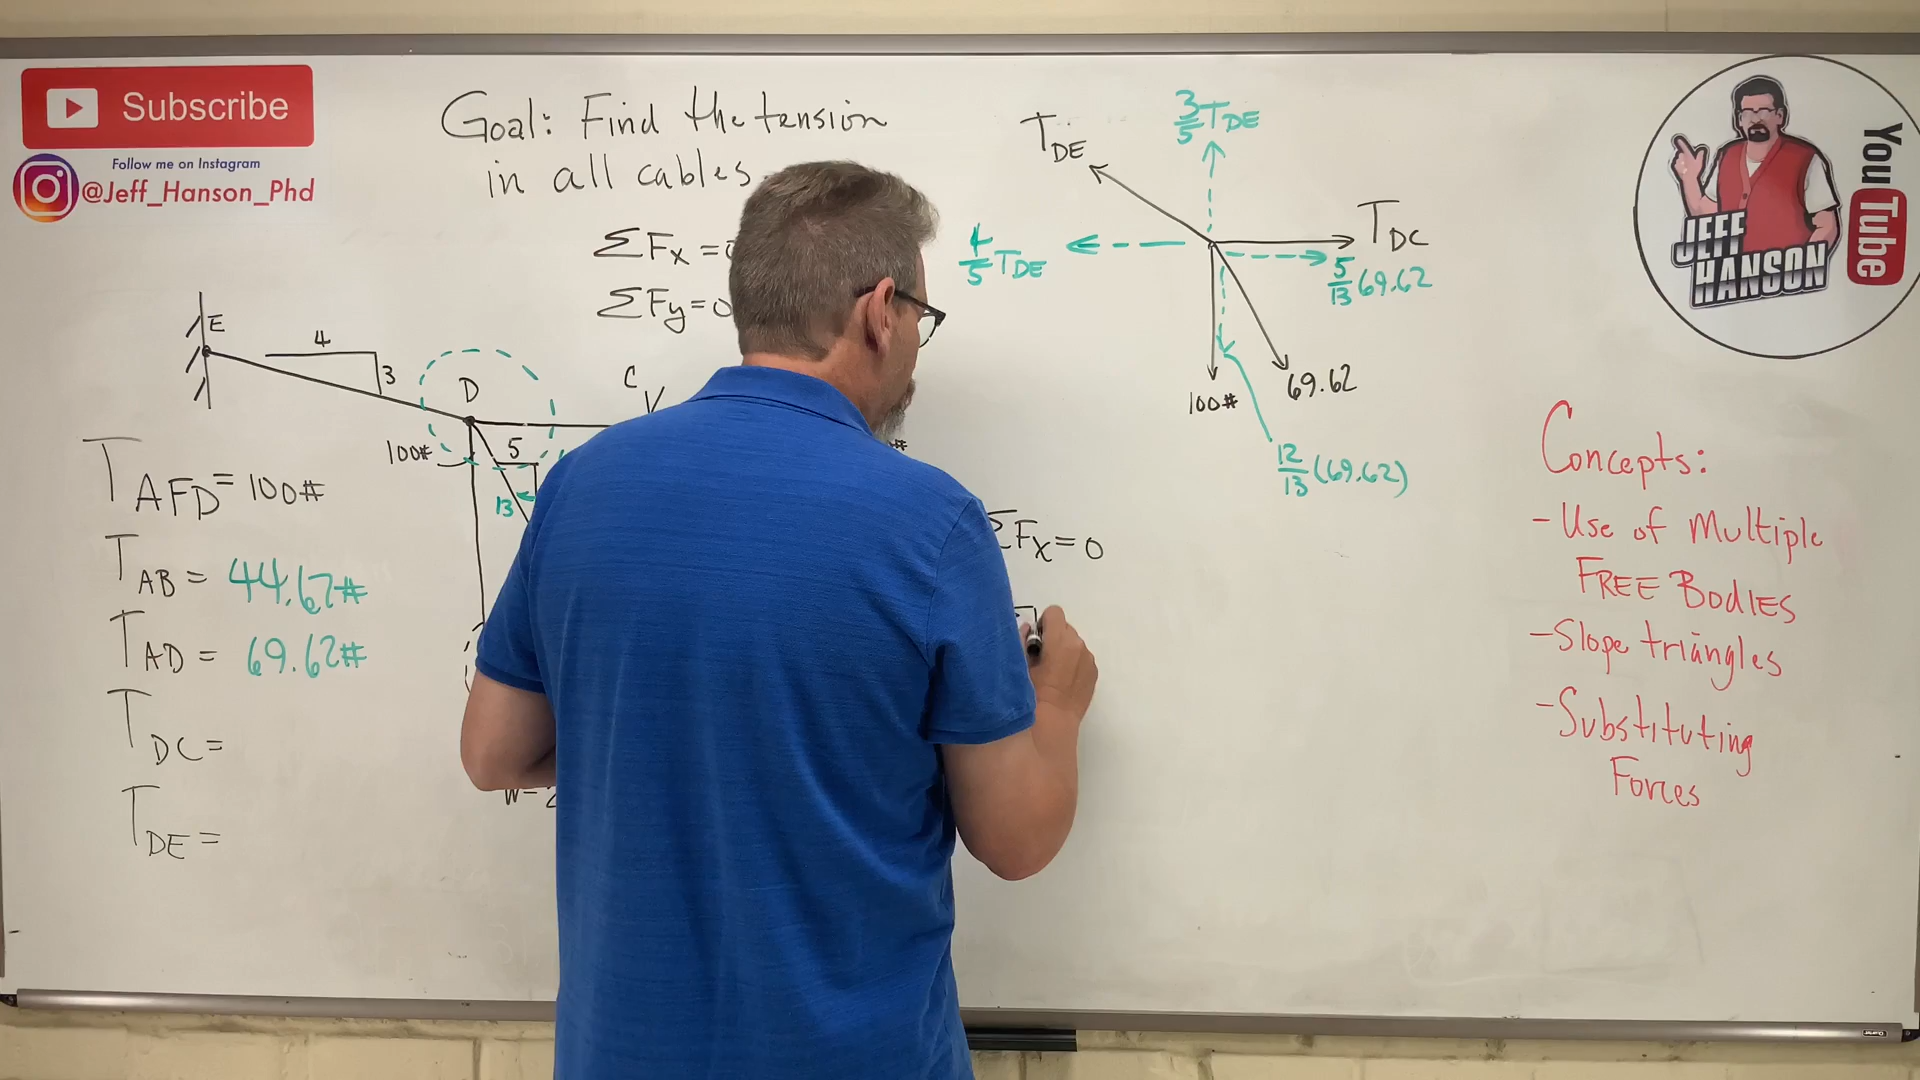 Subscribe
Follow me on Instagram
@Jeff_Hanson_Phd
Goal: Find the tension
in all cables
ΣFx=0
ΣFy=0
E
4
3
D
C
100#
5
13
T AFD = 100#
T AB = 44.67#
T AD = 69.62#
T DC =
T DE =
T DE
3/5 T DE
4/5 T DE
T DC
5/13 69.62
69.62
100#
12/13 (69.62)
ΣFx = 0
Concepts:
- Use of Multiple
FREE BODIES
- Slope triangles
- Substituting
Forces
JEFF
HANSON
YouTube